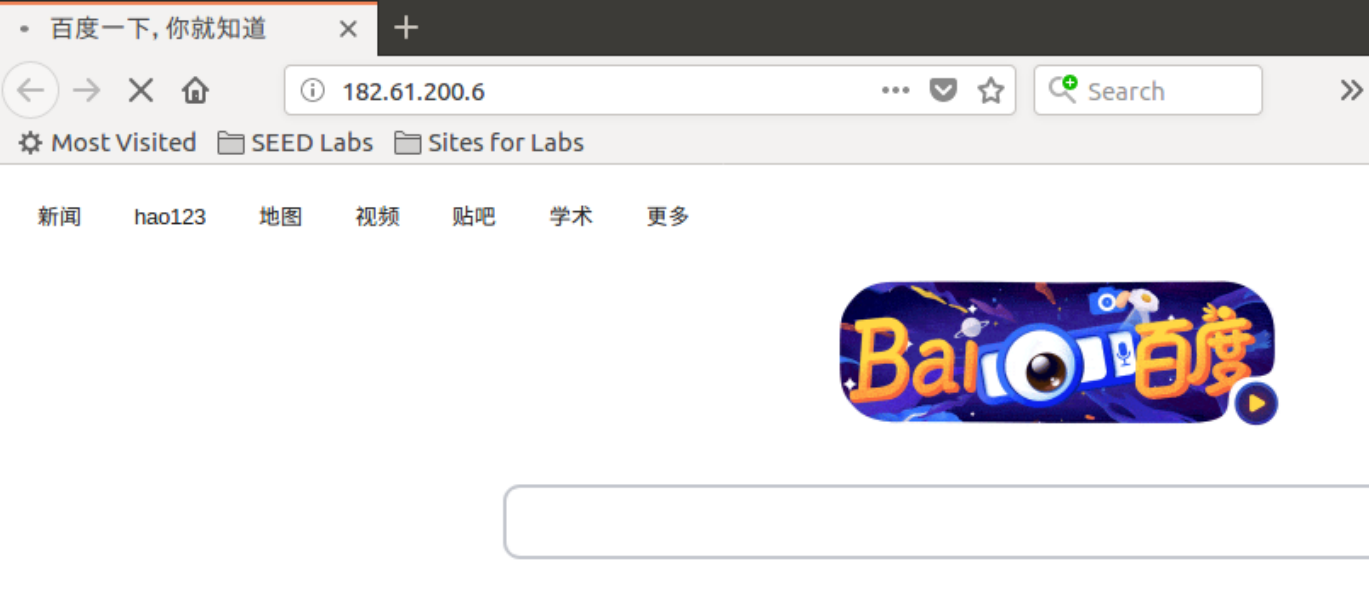 百度一下,你就知道
182.61.200.6 Search
Most Visited SEED Labs Sites for Labs
新闻 hao123 地图 视频 贴吧 学术 更多
Bai 百度